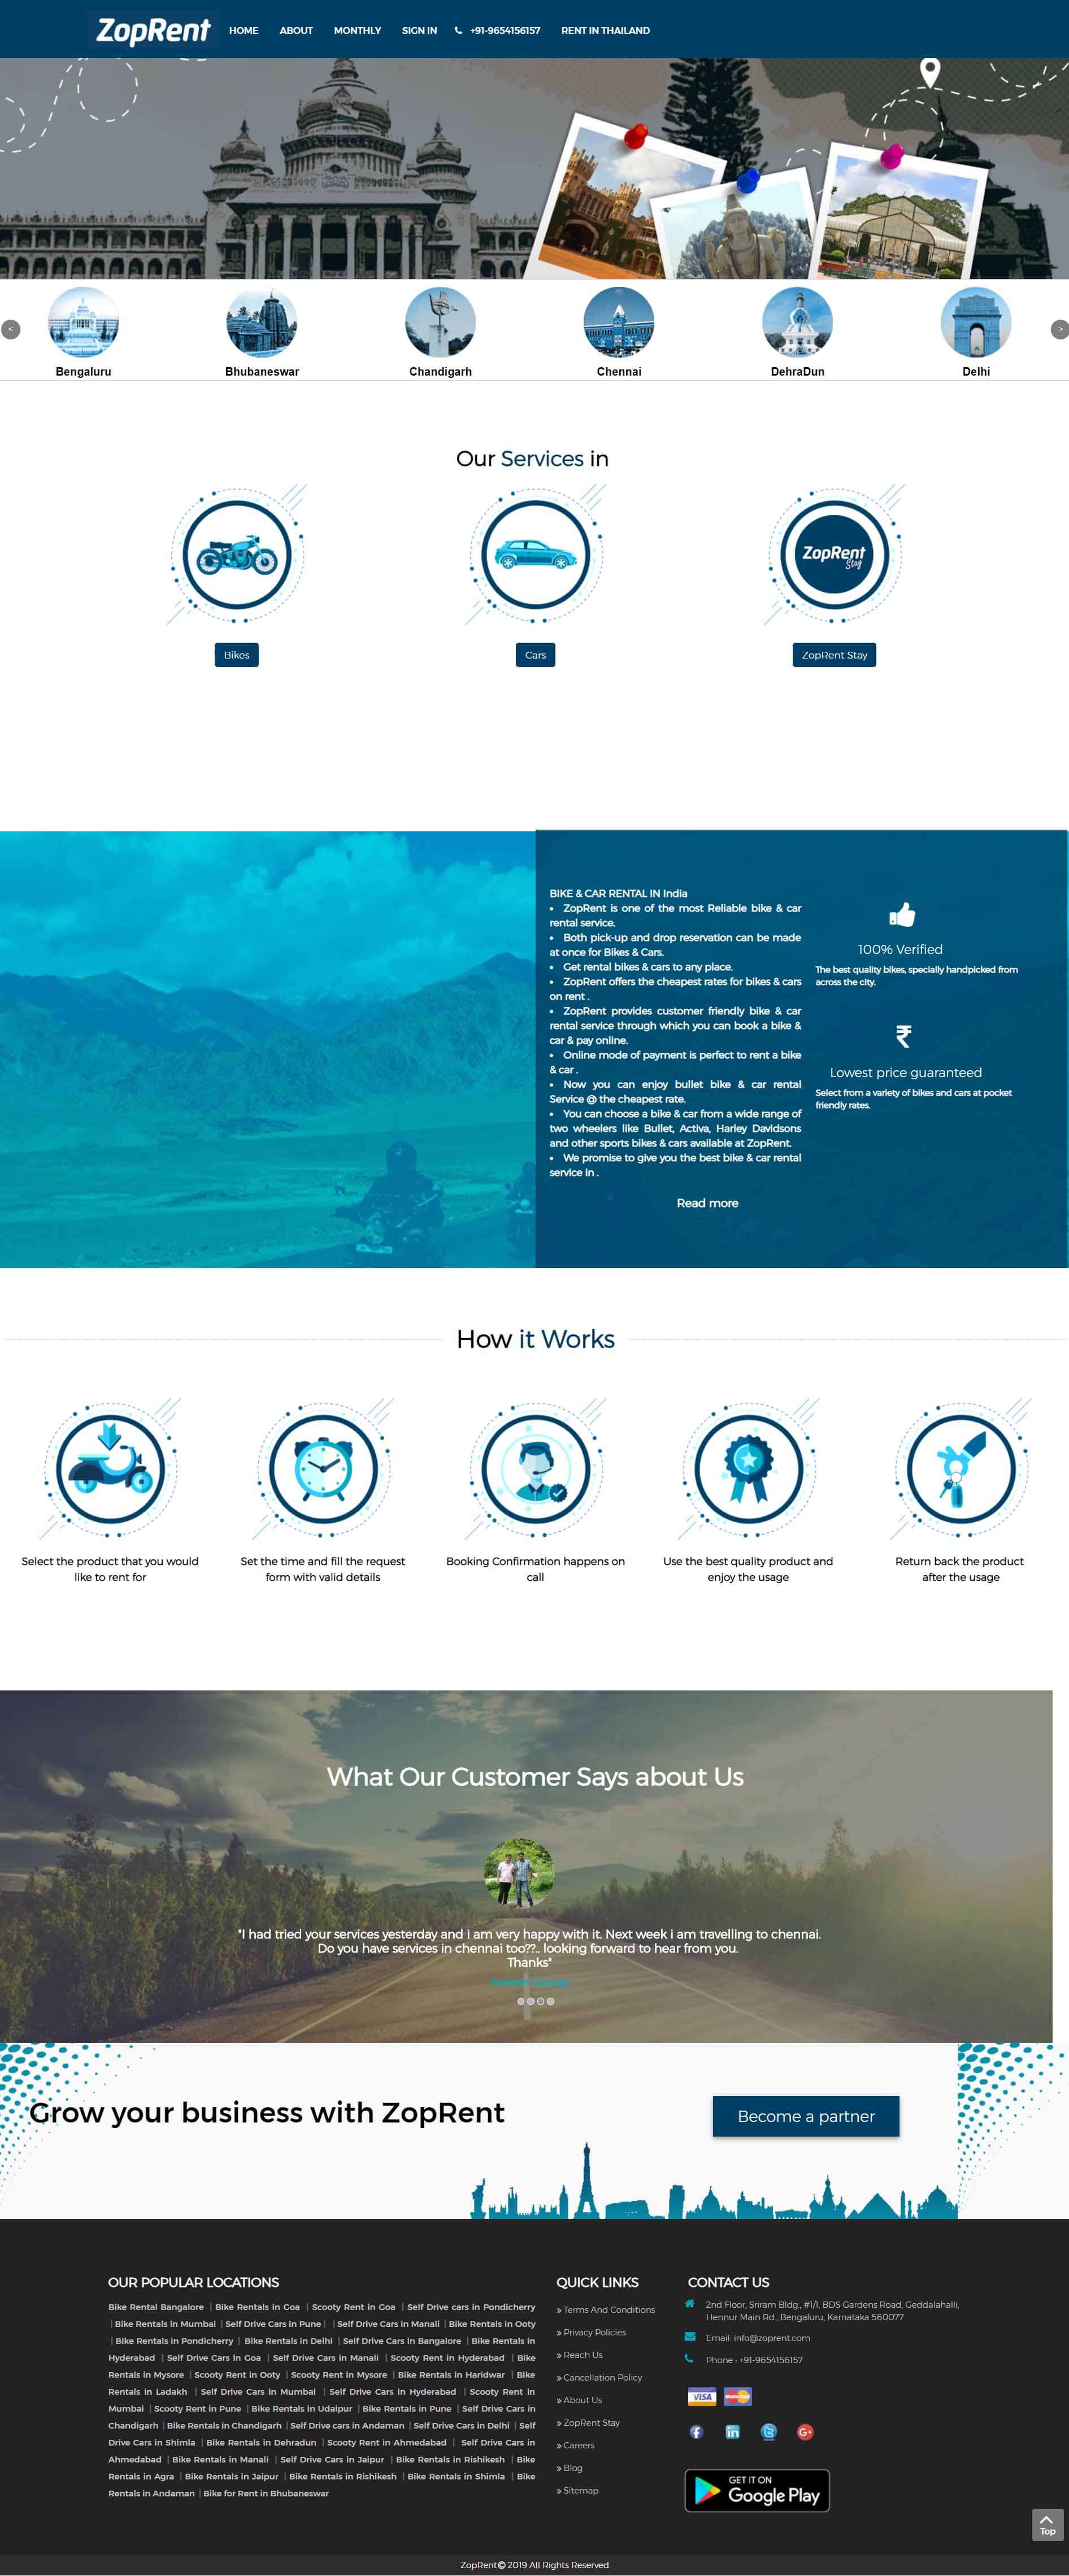 ZopRent
HOME ABOUT MONTHLY SIGN IN +91-9654156157 RENT IN THAILAND
< >
Bengaluru Bhubaneswar Chandigarh Chennai DehraDun Delhi
Our Services in
ZopRent
Stay
Bikes Cars ZopRent Stay
BIKE & CAR RENTAL IN India
• ZopRent is one of the most Reliable bike & car
rental service.
• Both pick-up and drop reservation can be made
at once for Bikes & Cars.
• Get rental bikes & cars to any place.
• ZopRent offers the cheapest rates for bikes & cars
on rent .
• ZopRent provides customer friendly bike & car
rental service through which you can book a bike &
car & pay online.
• Online mode of payment is perfect to rent a bike
& car .
• Now you can enjoy bullet bike & car rental
Service @ the cheapest rate.
• You can choose a bike & car from a wide range of
two wheelers like Bullet, Activa, Harley Davidsons
and other sports bikes & cars available at ZopRent.
• We promise to give you the best bike & car rental
service in .
Read more
100% Verified
The best quality bikes, specially handpicked from
across the city.
₹
Lowest price guaranteed
Select from a variety of bikes and cars at pocket
friendly rates.
How it Works
Select the product that you would
like to rent for
Set the time and fill the request
form with valid details
Booking Confirmation happens on
call
Use the best quality product and
enjoy the usage
Return back the product
after the usage
What Our Customer Says about Us
"I had tried your services yesterday and i am very happy with it. Next week i am travelling to chennai.
Do you have services in chennai too??.. looking forward to hear from you.
Thanks"
Grow your business with ZopRent
Become a partner
OUR POPULAR LOCATIONS
Bike Rental Bangalore | Bike Rentals in Goa | Scooty Rent in Goa | Self Drive cars in Pondicherry
| Bike Rentals in Mumbai | Self Drive Cars in Pune | | Self Drive Cars in Manali | Bike Rentals in Ooty
| Bike Rentals in Pondicherry | Bike Rentals in Delhi | Self Drive Cars in Bangalore | Bike Rentals in
Hyderabad | Self Drive Cars in Goa | Self Drive Cars in Manali | Scooty Rent in Hyderabad | Bike
Rentals in Mysore | Scooty Rent in Ooty | Scooty Rent in Mysore | Bike Rentals in Haridwar | Bike
Rentals in Ladakh | Self Drive Cars in Mumbai | Self Drive Cars in Hyderabad | Scooty Rent in
Mumbai | Scooty Rent in Pune | Bike Rentals in Udaipur | Bike Rentals in Pune | Self Drive Cars in
Chandigarh | Bike Rentals in Chandigarh | Self Drive cars in Andaman | Self Drive Cars in Delhi | Self
Drive Cars in Shimla | Bike Rentals in Dehradun | Scooty Rent in Ahmedabad | Self Drive Cars in
Ahmedabad | Bike Rentals in Manali | Self Drive Cars in Jaipur | Bike Rentals in Rishikesh | Bike
Rentals in Agra | Bike Rentals in Jaipur | Bike Rentals in Rishikesh | Bike Rentals in Shimla | Bike
Rentals in Andaman | Bike for Rent in Bhubaneswar
QUICK LINKS
» Terms And Conditions
» Privacy Policies
» Reach Us
» Cancellation Policy
» About Us
» ZopRent Stay
» Careers
» Blog
» Sitemap
CONTACT US
2nd Floor, Sriram Bldg., #1/1, BDS Gardens Road, Geddalahalli,
Hennur Main Rd., Bengaluru, Karnataka 560077
Email: info@zoprent.com
Phone : +91-9654156157
VISA MasterCard
GET IT ON
Google Play
Top
ZopRent© 2019 All Rights Reserved.